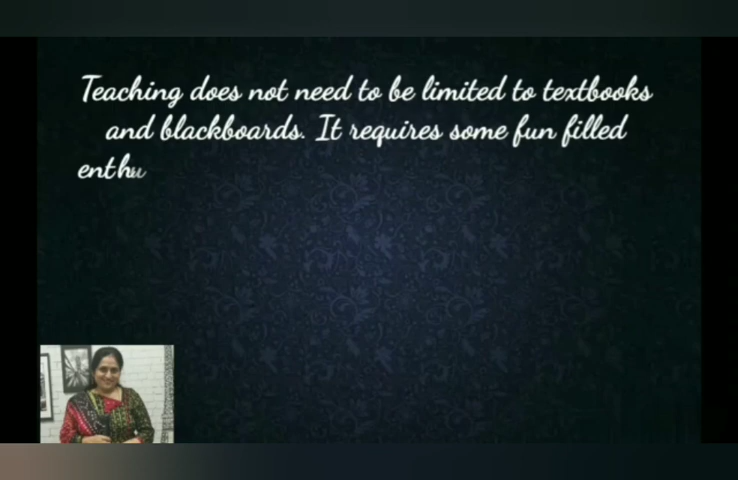 Teaching does not need to be limited to textbooks
and blackboards. It requires some fun filled
enthu